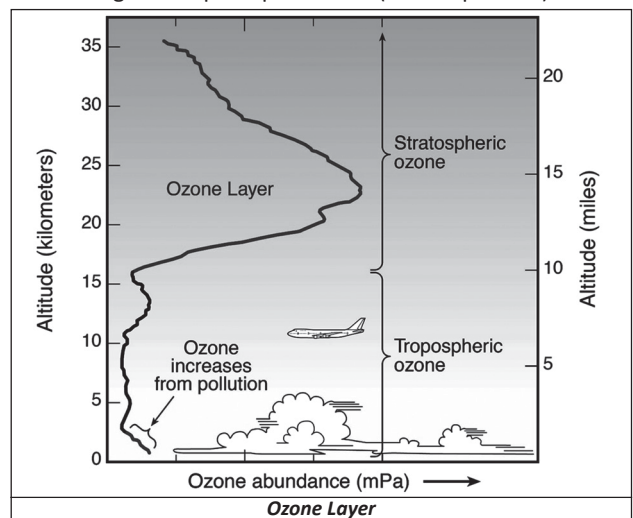 35
30
25
20
15
10
5
0
Altitude (kilometers)
Ozone Layer
Stratospheric
ozone
20
15
10
5
Altitude (miles)
Ozone
increases
from pollution
Tropospheric
ozone
Ozone abundance (mPa)
Ozone Layer